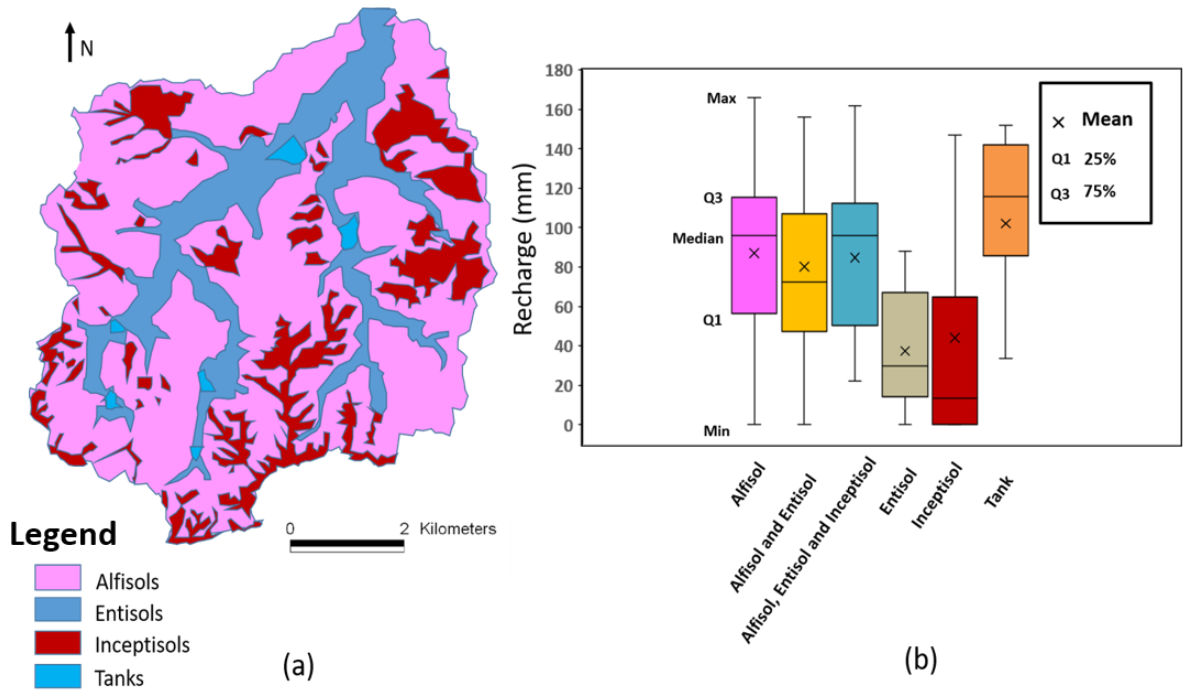 N
Legend
0 2 Kilometers
Alfisols
Entisols
Inceptisols
Tanks
(a)
Recharge (mm)
180
160
140
120
100
80
60
40
20
0
Max
Q3
Median
Q1
Min
× Mean
Q1 25%
Q3 75%
Alfisol
Alfisol and Entisol
Alfisol, Entisol and Inceptisol
Entisol
Inceptisol
Tank
(b)